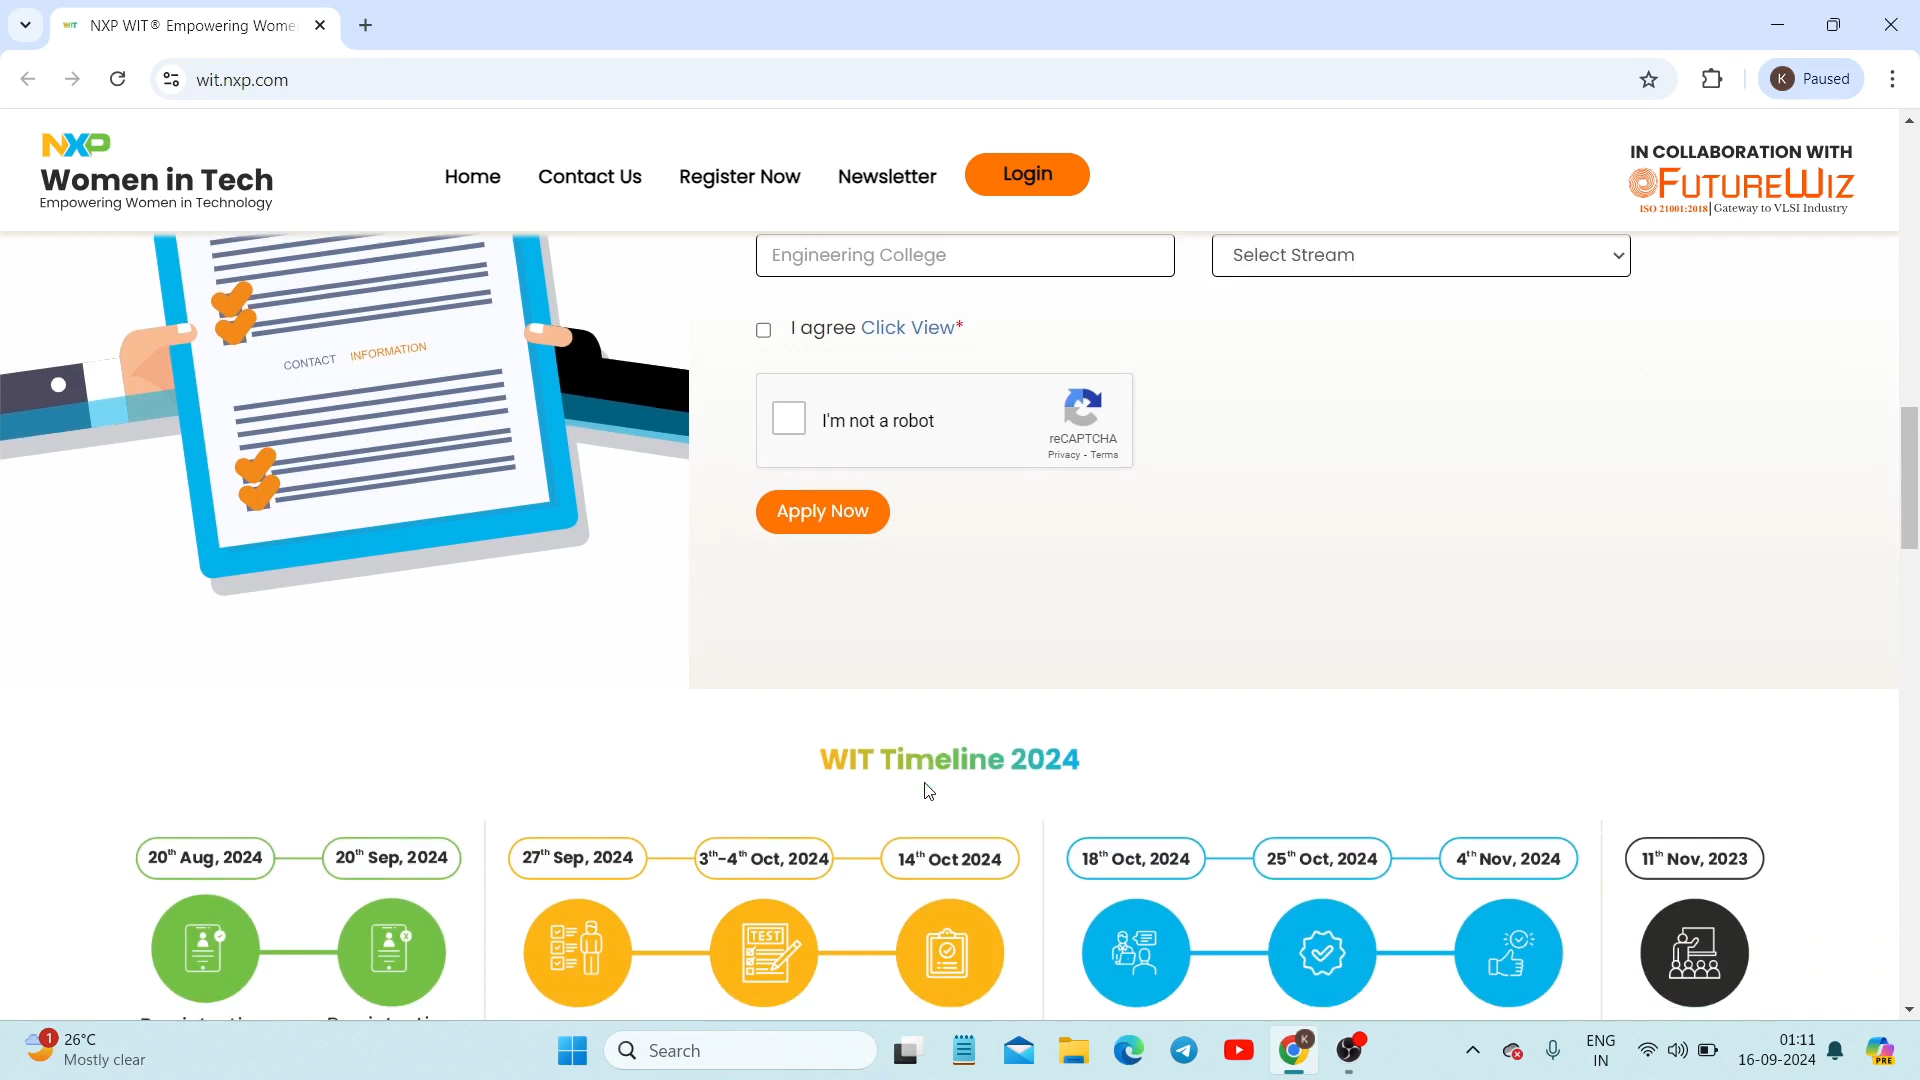 NXP WIT® Empowering Wome
wit.nxp.com
K Paused
NXP
Women in Tech
Empowering Women in Technology
Home
Contact Us
Register Now
Newsletter
Login
IN COLLABORATION WITH
FUTUREWIZ
ISO 21001:2018 | Gateway to VLSI Industry
CONTACT INFORMATION
Engineering College
Select Stream
I agree Click View*
I'm not a robot
reCAPTCHA
Privacy - Terms
Apply Now
WIT Timeline 2024
20th Aug, 2024
20th Sep, 2024
27th Sep, 2024
3th-4th Oct, 2024
14th Oct 2024
18th Oct, 2024
25th Oct, 2024
4th Nov, 2024
11th Nov, 2023
TEST
1
26°C
Mostly clear
Search
K
ENG
IN
01:11
16-09-2024
PRE